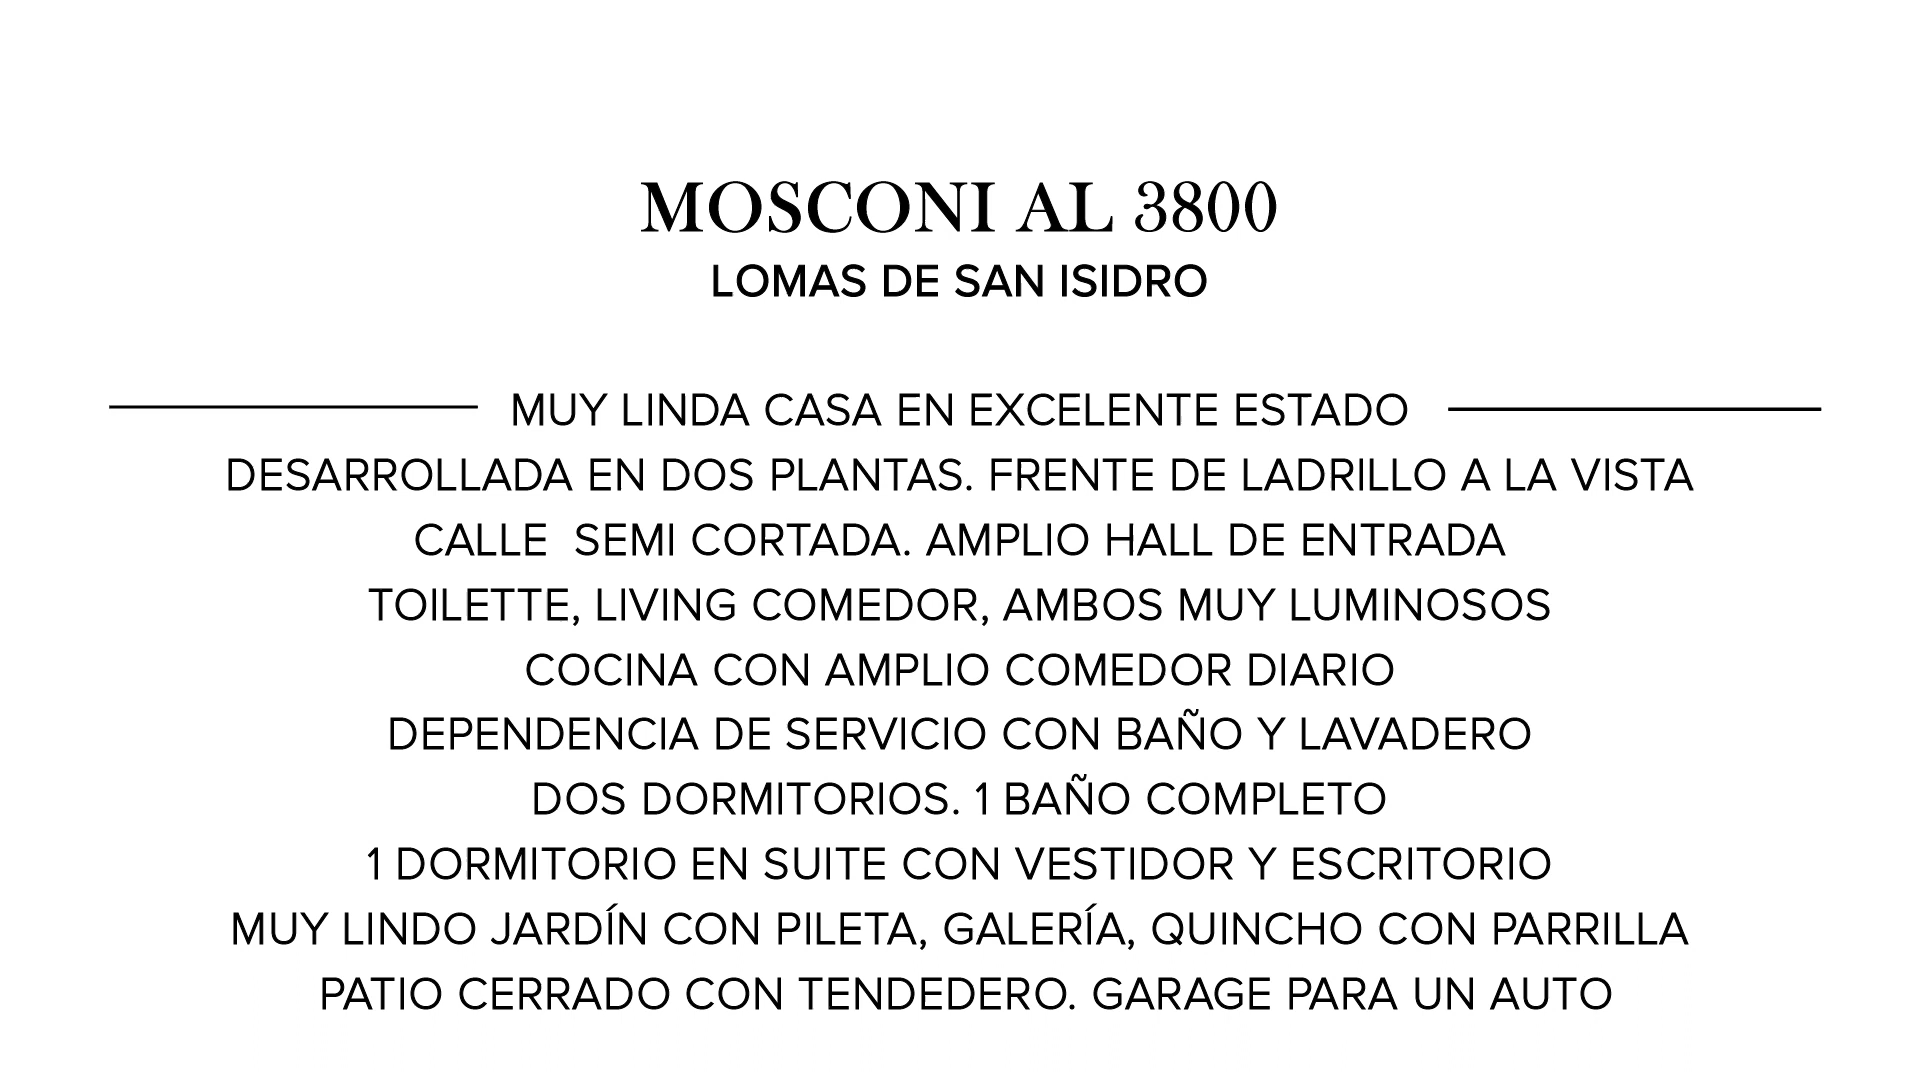 MOSCONI AL 3800
LOMAS DE SAN ISIDRO
MUY LINDA CASA EN EXCELENTE ESTADO
DESARROLLADA EN DOS PLANTAS. FRENTE DE LADRILLO A LA VISTA
CALLE  SEMI CORTADA. AMPLIO HALL DE ENTRADA
TOILETTE, LIVING COMEDOR, AMBOS MUY LUMINOSOS
COCINA CON AMPLIO COMEDOR DIARIO
DEPENDENCIA DE SERVICIO CON BAÑO Y LAVADERO
DOS DORMITORIOS. 1 BAÑO COMPLETO
1 DORMITORIO EN SUITE CON VESTIDOR Y ESCRITORIO
MUY LINDO JARDÍN CON PILETA, GALERÍA, QUINCHO CON PARRILLA
PATIO CERRADO CON TENDEDERO. GARAGE PARA UN AUTO